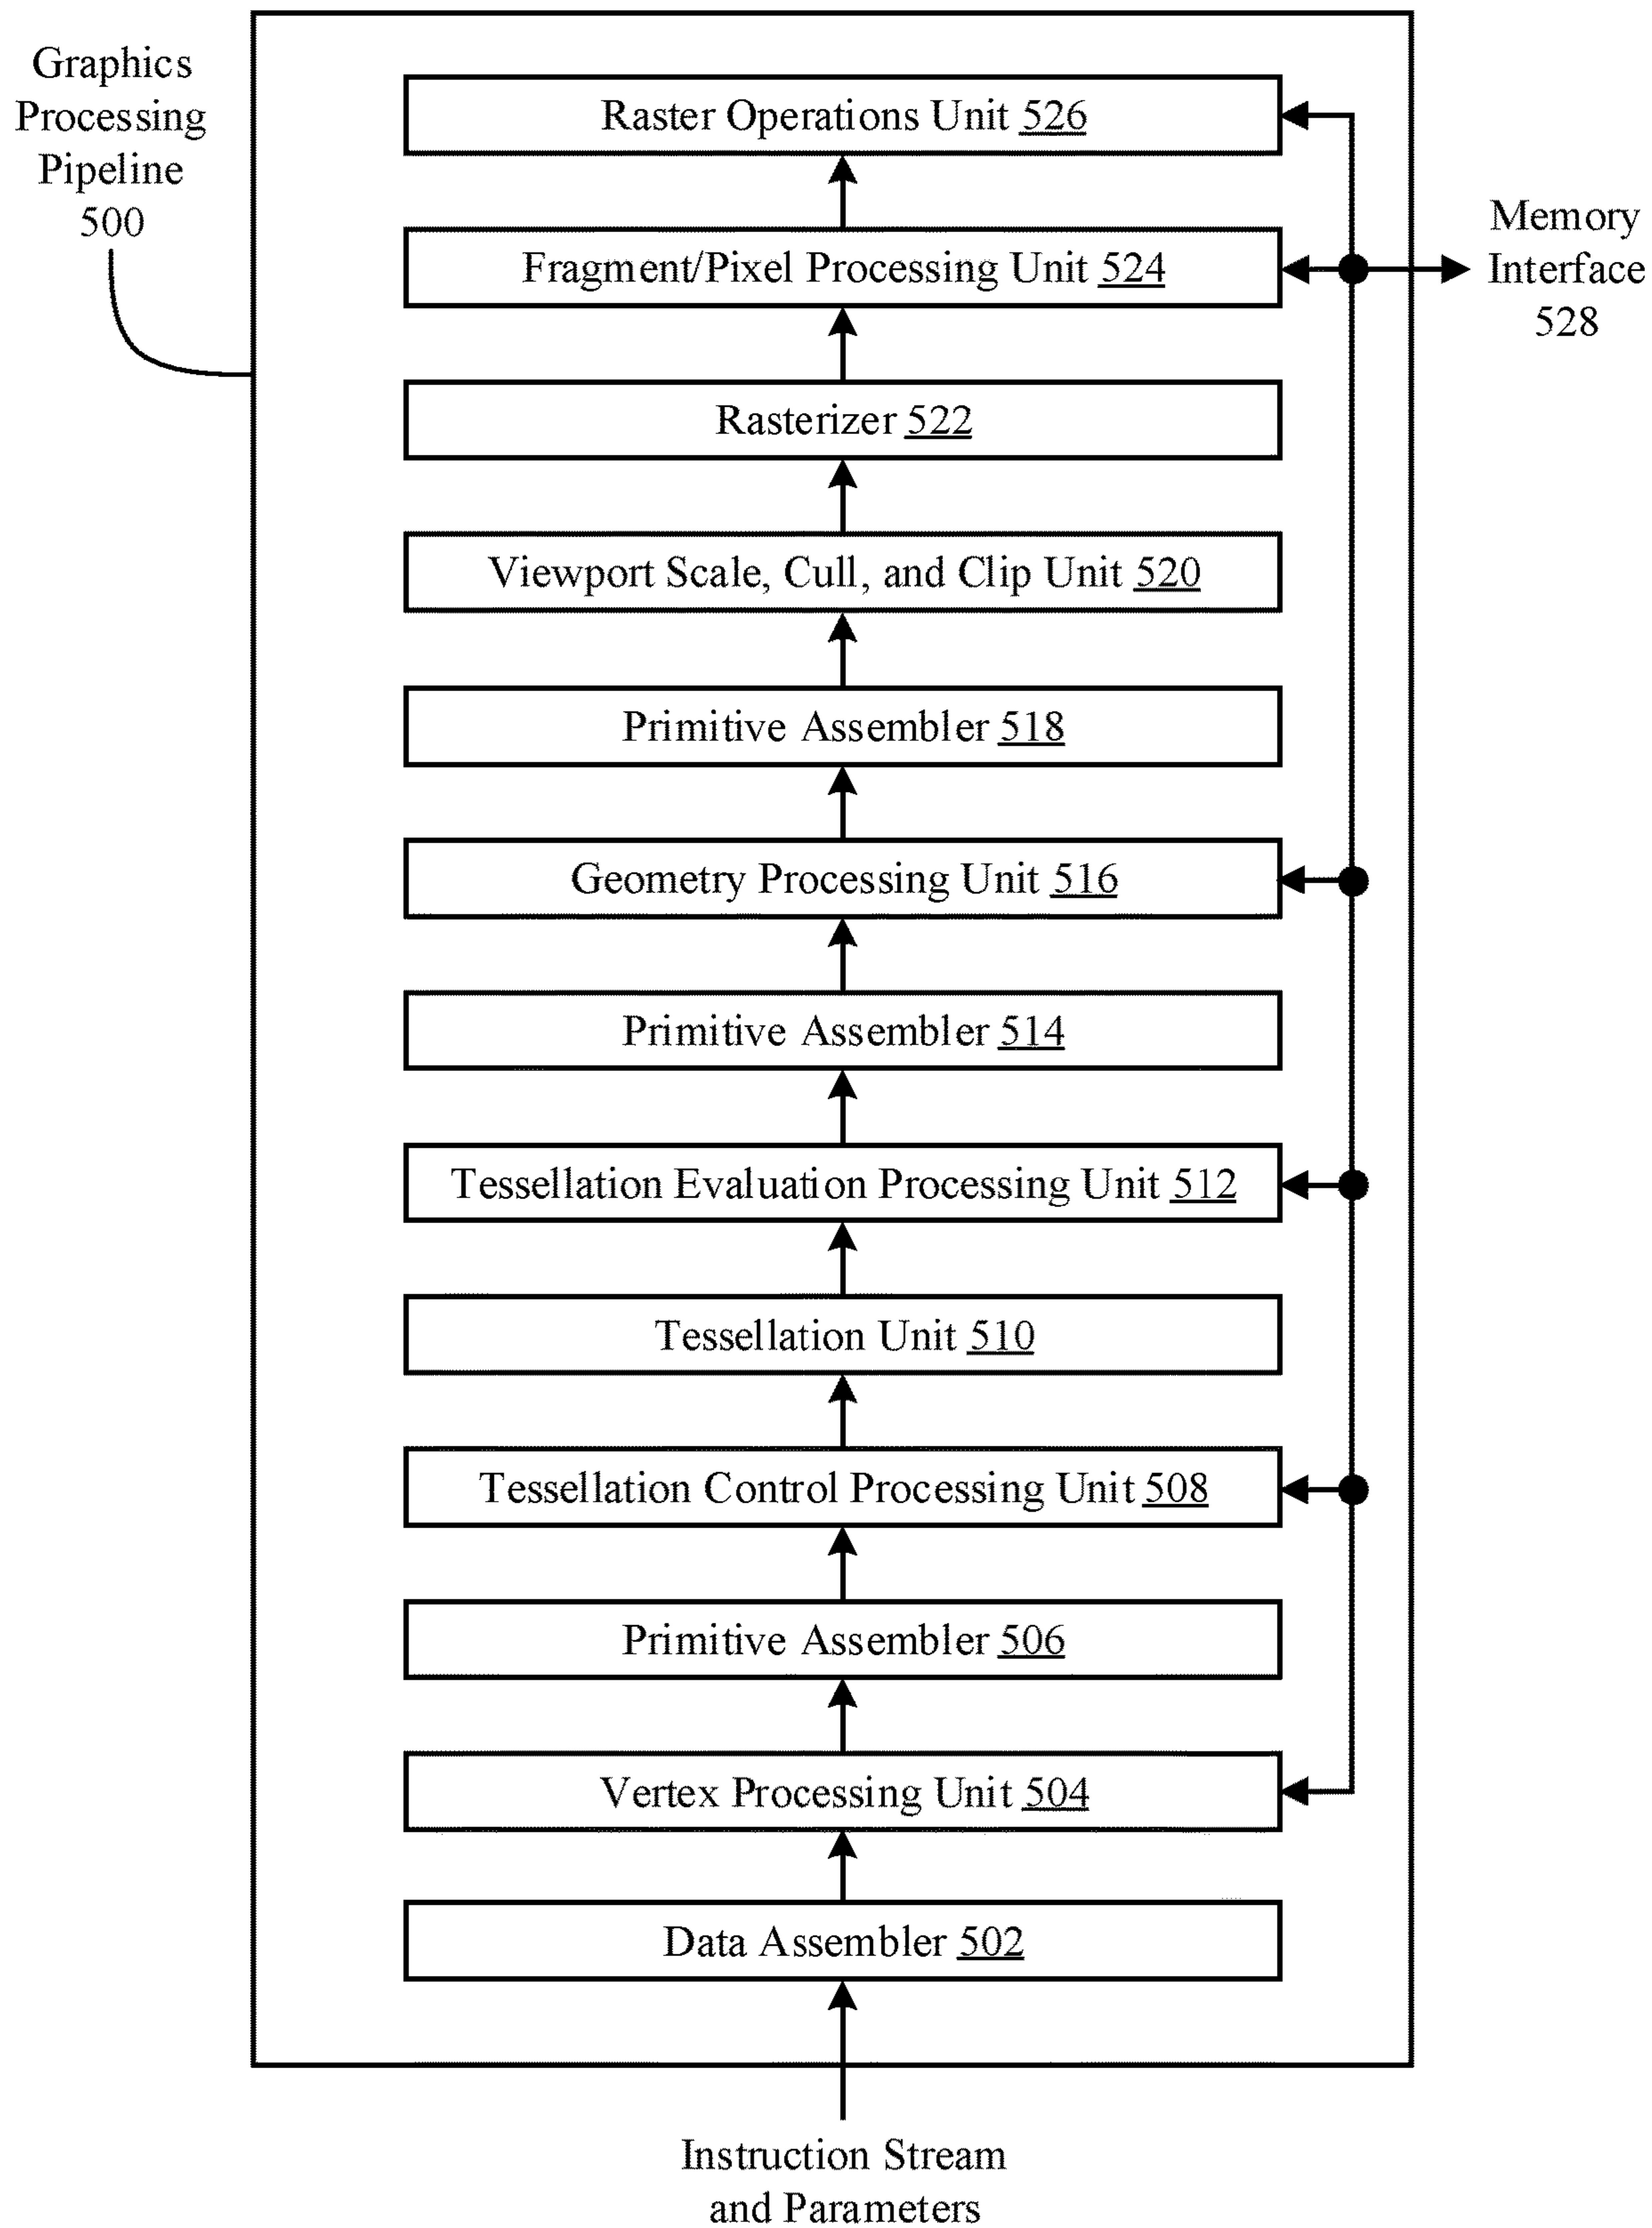 Graphics
Processing
Pipeline
500
Raster Operations Unit 526
Fragment/Pixel Processing Unit 524
Memory
Interface
528
Rasterizer 522
Viewport Scale, Cull, and Clip Unit 520
Primitive Assembler 518
Geometry Processing Unit 516
Primitive Assembler 514
Tessellation Evaluation Processing Unit 512
Tessellation Unit 510
Tessellation Control Processing Unit 508
Primitive Assembler 506
Vertex Processing Unit 504
Data Assembler 502
Instruction Stream
and Parameters